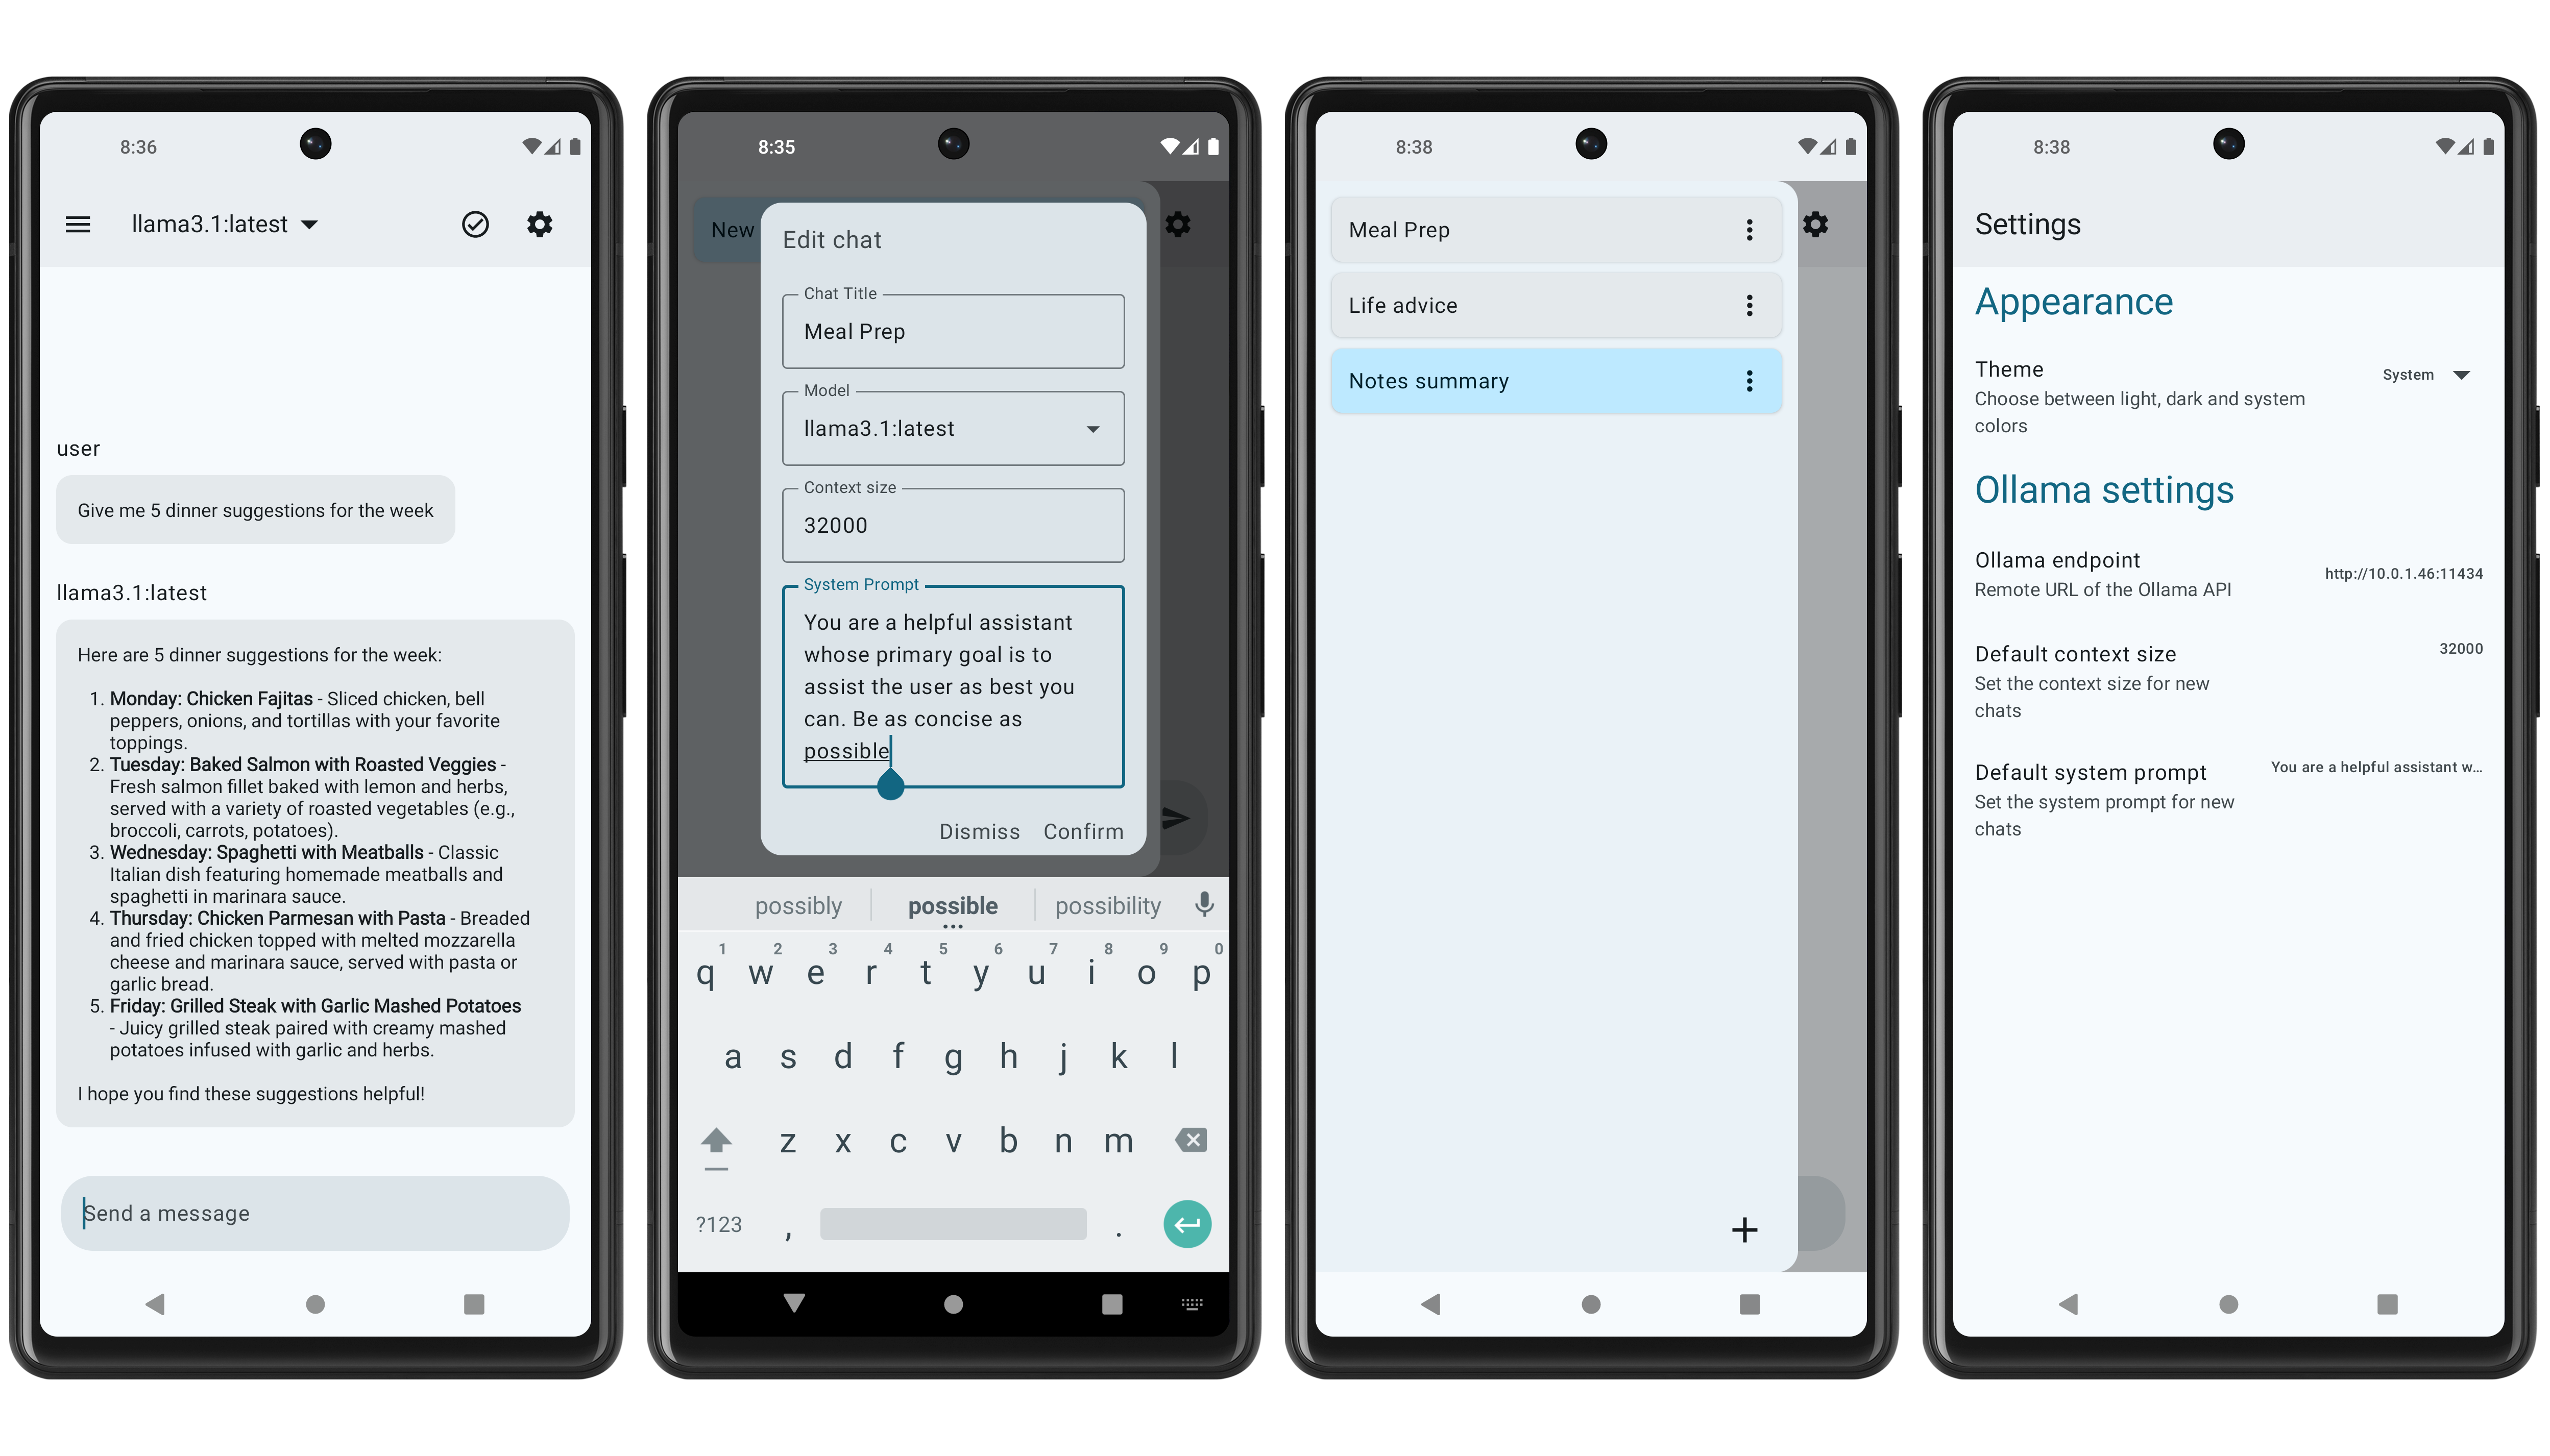 8:36
llama3.1:latest
user
Give me 5 dinner suggestions for the week
llama3.1:latest
Here are 5 dinner suggestions for the week:
1. Monday: Chicken Fajitas - Sliced chicken, bell
peppers, onions, and tortillas with your favorite
toppings.
2. Tuesday: Baked Salmon with Roasted Veggies -
Fresh salmon fillet baked with lemon and herbs,
served with a variety of roasted vegetables (e.g.,
broccoli, carrots, potatoes).
3. Wednesday: Spaghetti with Meatballs - Classic
Italian dish featuring homemade meatballs and
spaghetti in marinara sauce.
4. Thursday: Chicken Parmesan with Pasta - Breaded
and fried chicken topped with melted mozzarella
cheese and marinara sauce, served with pasta or
garlic bread.
5. Friday: Grilled Steak with Garlic Mashed Potatoes
- Juicy grilled steak paired with creamy mashed
potatoes infused with garlic and herbs.
I hope you find these suggestions helpful!
Send a message
8:35
New
Edit chat
Chat Title
Meal Prep
Model
llama3.1:latest
Context size
32000
System Prompt
You are a helpful assistant
whose primary goal is to
assist the user as best you
can. Be as concise as
possible
Dismiss Confirm
possibly possible possibility
1 2 3 4 5 6 7 8 9 0
q w e r t y u i o p
a s d f g h j k l
z x c v b n m
?123 , .
8:38
Meal Prep
Life advice
Notes summary
8:38
Settings
Appearance
Theme
System
Choose between light, dark and system
colors
Ollama settings
Ollama endpoint
http://10.0.1.46:11434
Remote URL of the Ollama API
Default context size
32000
Set the context size for new
chats
Default system prompt
You are a helpful assistant w...
Set the system prompt for new
chats